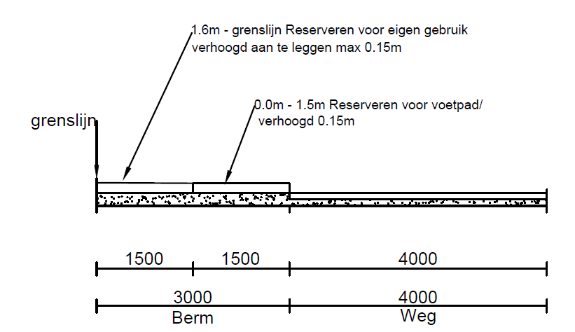 1.6m - grenslijn Reserveren voor eigen gebruik
verhoogd aan te leggen max 0.15m
0.0m - 1.5m Reserveren voor voetpad/
verhoogd 0.15m
grenslijn
1500
1500
4000
3000
4000
Berm
Weg